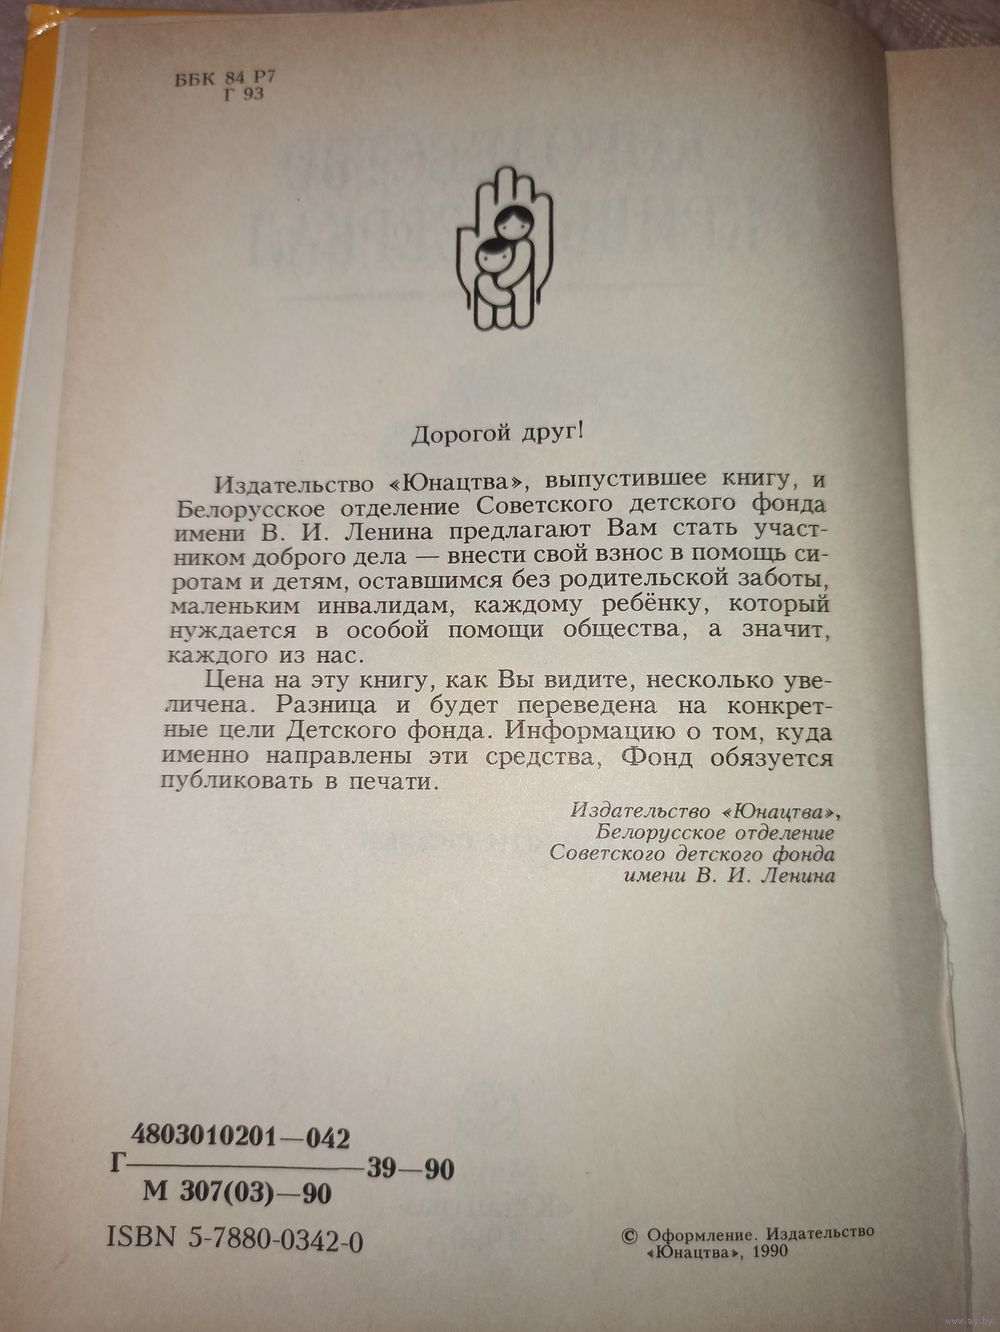 ББК 84 Р7
Г 93
Дорогой друг!
Издательство «Юнацтва», выпустившее книгу, и
Белорусское отделение Советского детского фонда
имени В. И. Ленина предлагают Вам стать участ-
ником доброго дела — внести свой взнос в помощь си-
ротам и детям, оставшимся без родительской заботы,
маленьким инвалидам, каждому ребёнку, который
нуждается в особой помощи общества, а значит,
каждого из нас.
Цена на эту книгу, как Вы видите, несколько уве-
личена. Разница и будет переведена на конкрет-
ные цели Детского фонда. Информацию о том, куда
именно направлены эти средства, Фонд обязуется
публиковать в печати.
Издательство «Юнацтва»,
Белорусское отделение
Советского детского фонда
имени В. И. Ленина
4803010201—042
Г—39—90
М 307(03)—90
ISBN 5-7880-0342-0
© Оформление. Издательство
«Юнацтва», 1990
www.ay.by